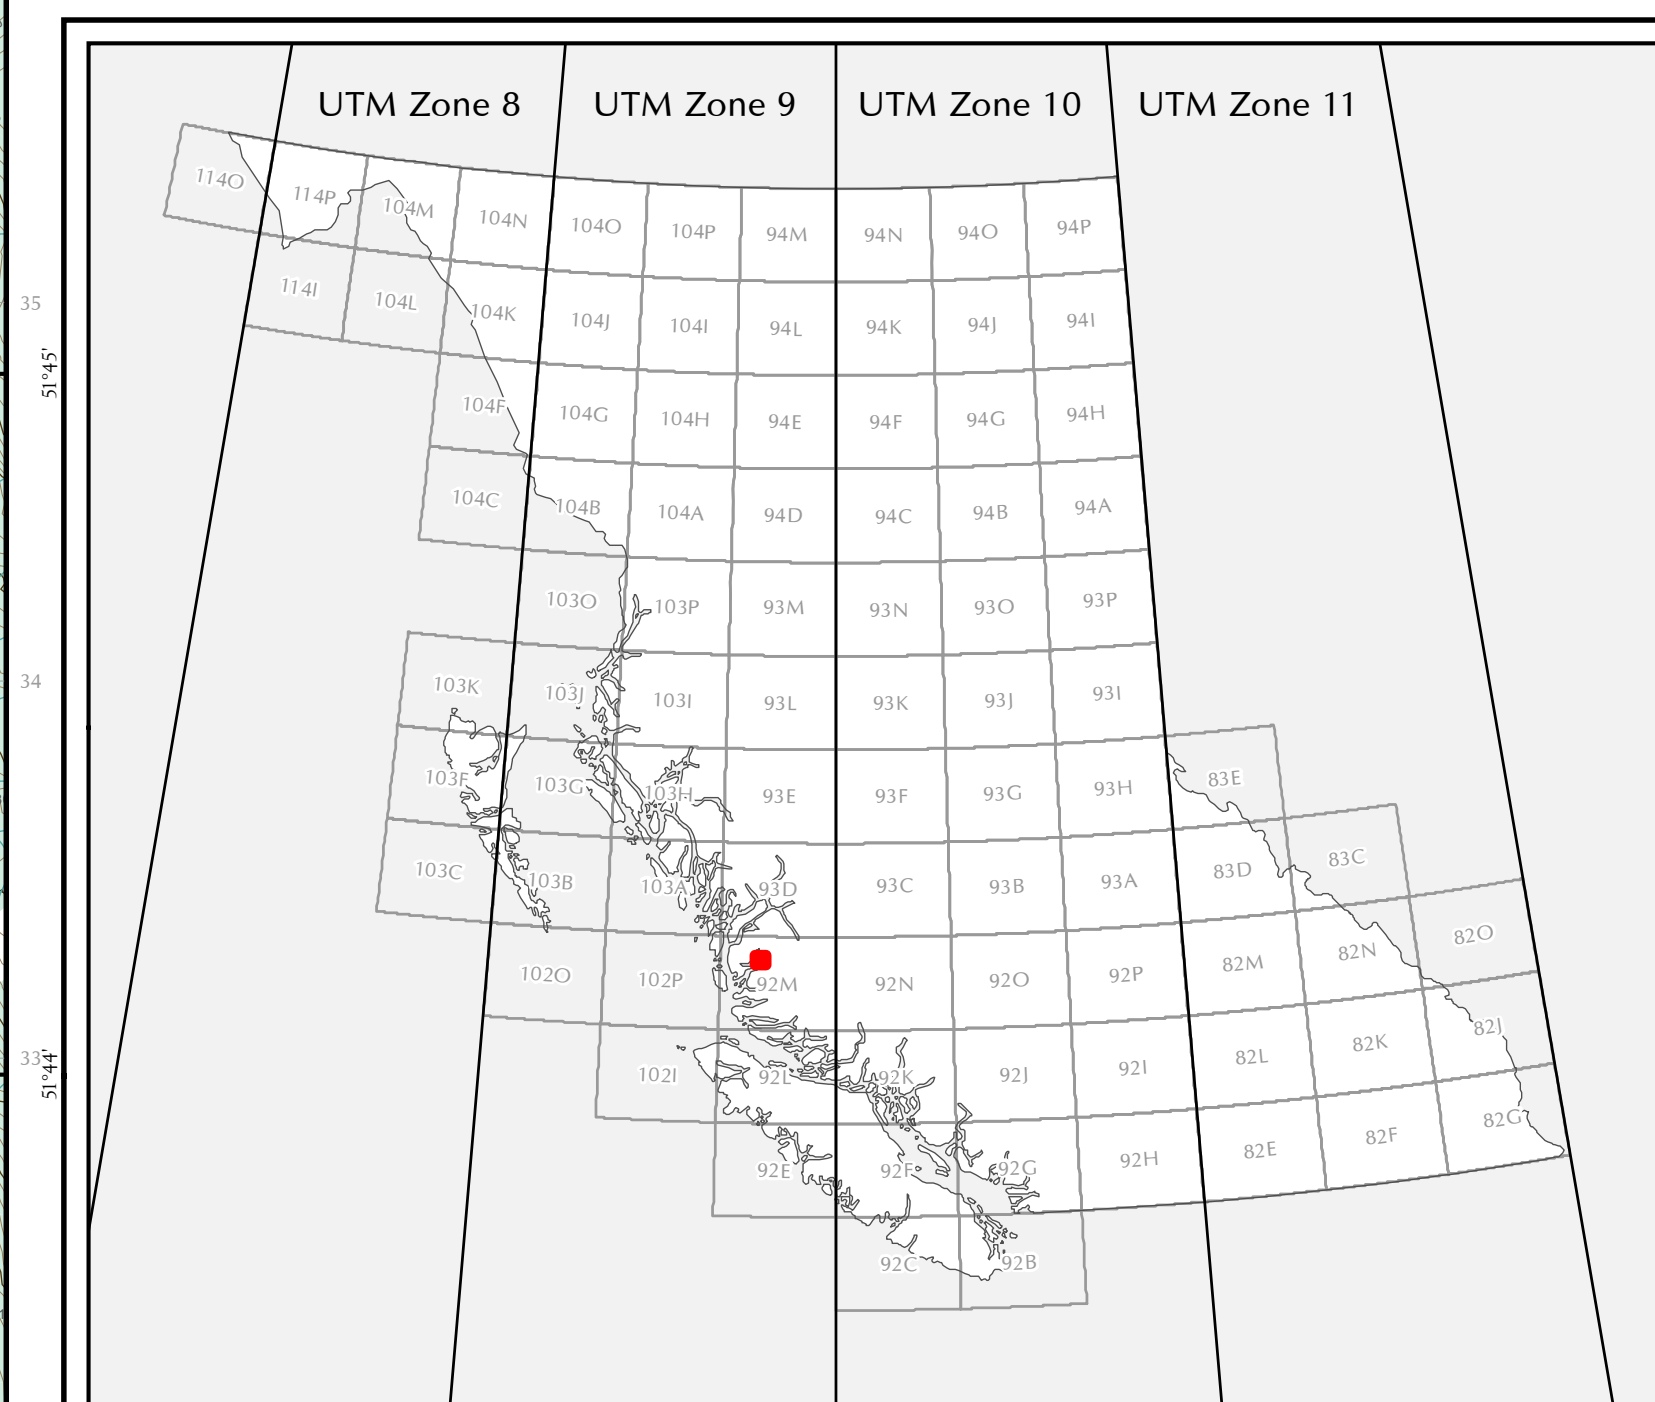 UTM Zone 8 UTM Zone 9 UTM Zone 10 UTM Zone 11
114O 114P 104M 104N 104O 104P 94M 94N 94O 94P
35
114I 104L 104K 104J 104I 94L 94K 94J 94I
51°45'
104F 104G 104H 94E 94F 94G 94H
104C 104B 104A 94D 94C 94B 94A
103O 103P 93M 93N 93O 93P
34
103K 103J 103I 93L 93K 93J 93I
103F 103G 103H 93E 93F 93G 93H 83E
103C 103B 103A 93D 93C 93B 93A 83D 83C
102O 102P 92M 92N 92O 92P 82M 82N 82O
33
51°44'
102I 92L 92K 92J 92I 82L 82K 82J
92E 92F 92G 92H 82E 82F 82G
92C 92B